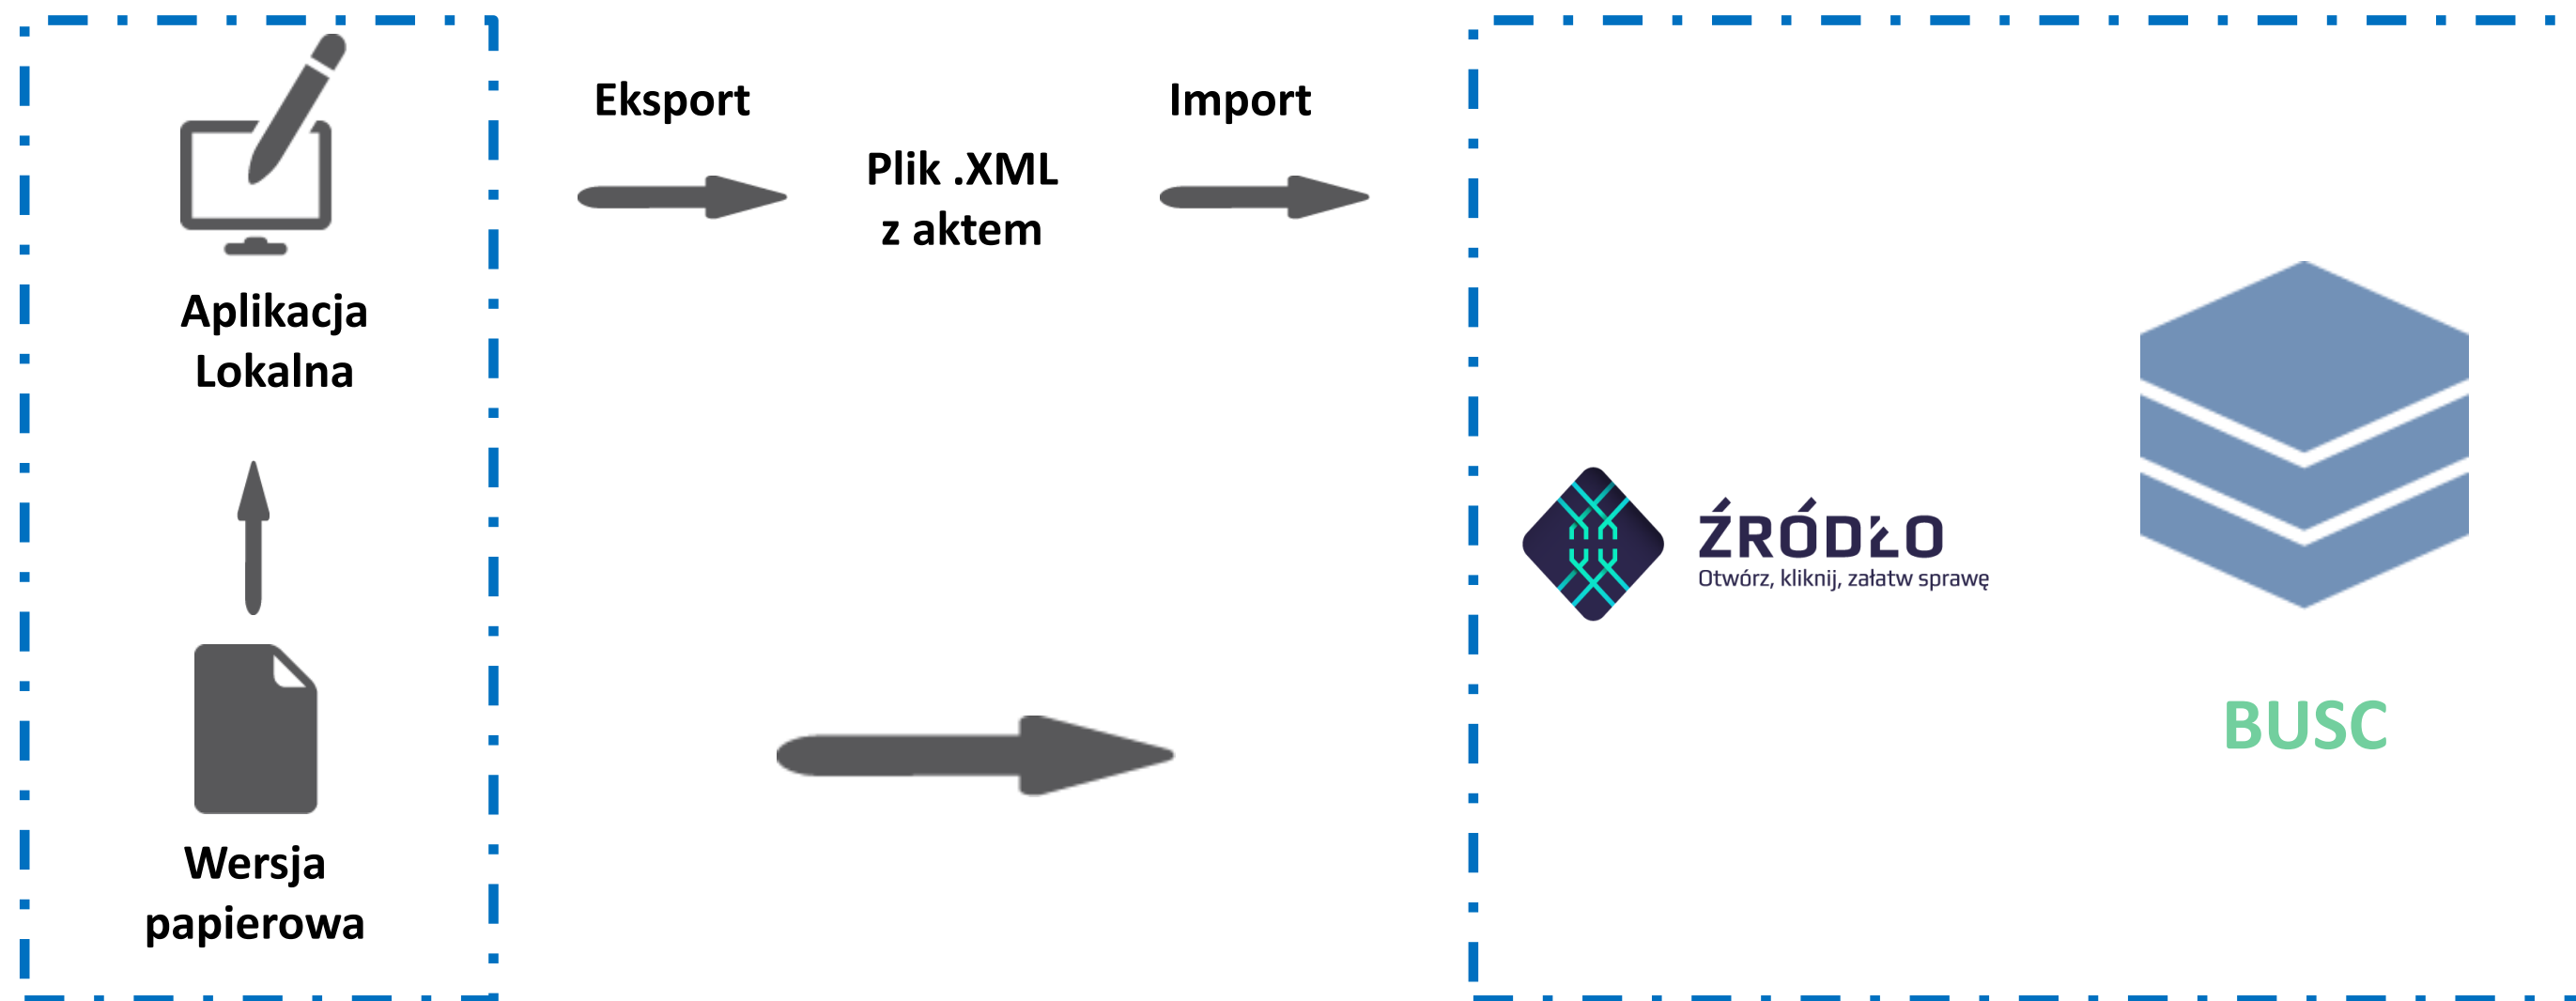 Eksport
Import
Plik .XML
z aktem
Aplikacja
Lokalna
ŹRÓDŁO
Otwórz, kliknij, załatw sprawę
BUSC
Wersja
papierowa